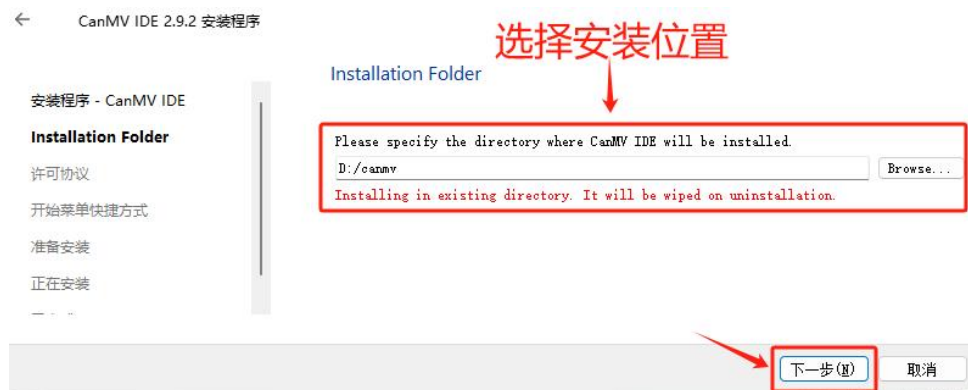 CanMV IDE 2.9.2 安装程序
选择安装位置
Installation Folder
安装程序 - CanMV IDE
Installation Folder
许可协议
开始菜单快捷方式
准备安装
正在安装
Please specify the directory where CanMV IDE will be installed.
D:/canmv
Browse...
Installing in existing directory. It will be wiped on uninstallation.
下一步(N)
取消